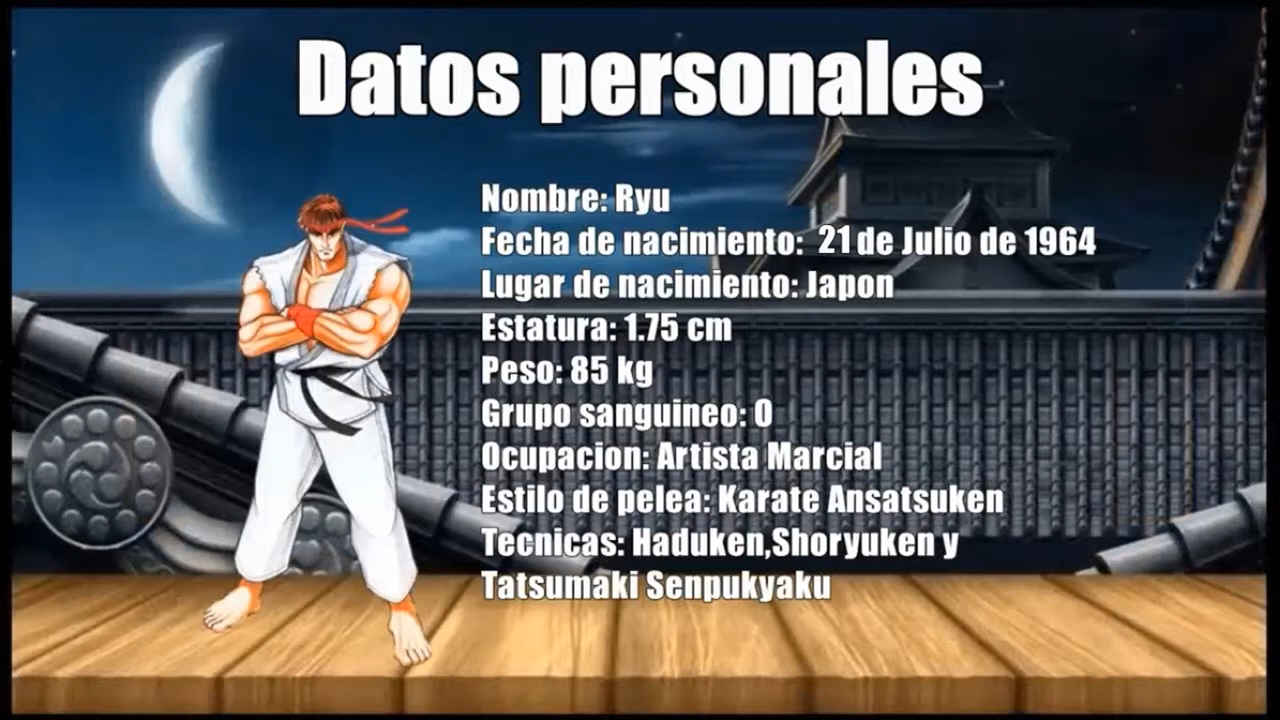 Datos personales
Nombre: Ryu
Fecha de nacimiento: 21 de Julio de 1964
Lugar de nacimiento: Japon
Estatura: 1.75 cm
Peso: 85 kg
Grupo sanguineo: O
Ocupacion: Artista Marcial
Estilo de pelea: Karate Ansatsuken
Tecnicas: Haduken,Shoryuken y
Tatsumaki Senpukyaku